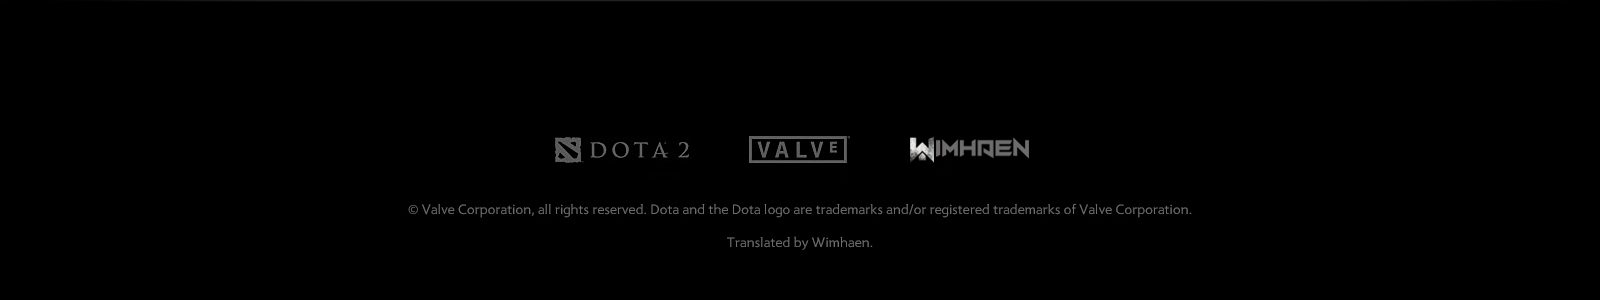 DOTA 2 VALVE WIMHAEN
© Valve Corporation, all rights reserved. Dota and the Dota logo are trademarks and/or registered trademarks of Valve Corporation.
Translated by Wimhaen.